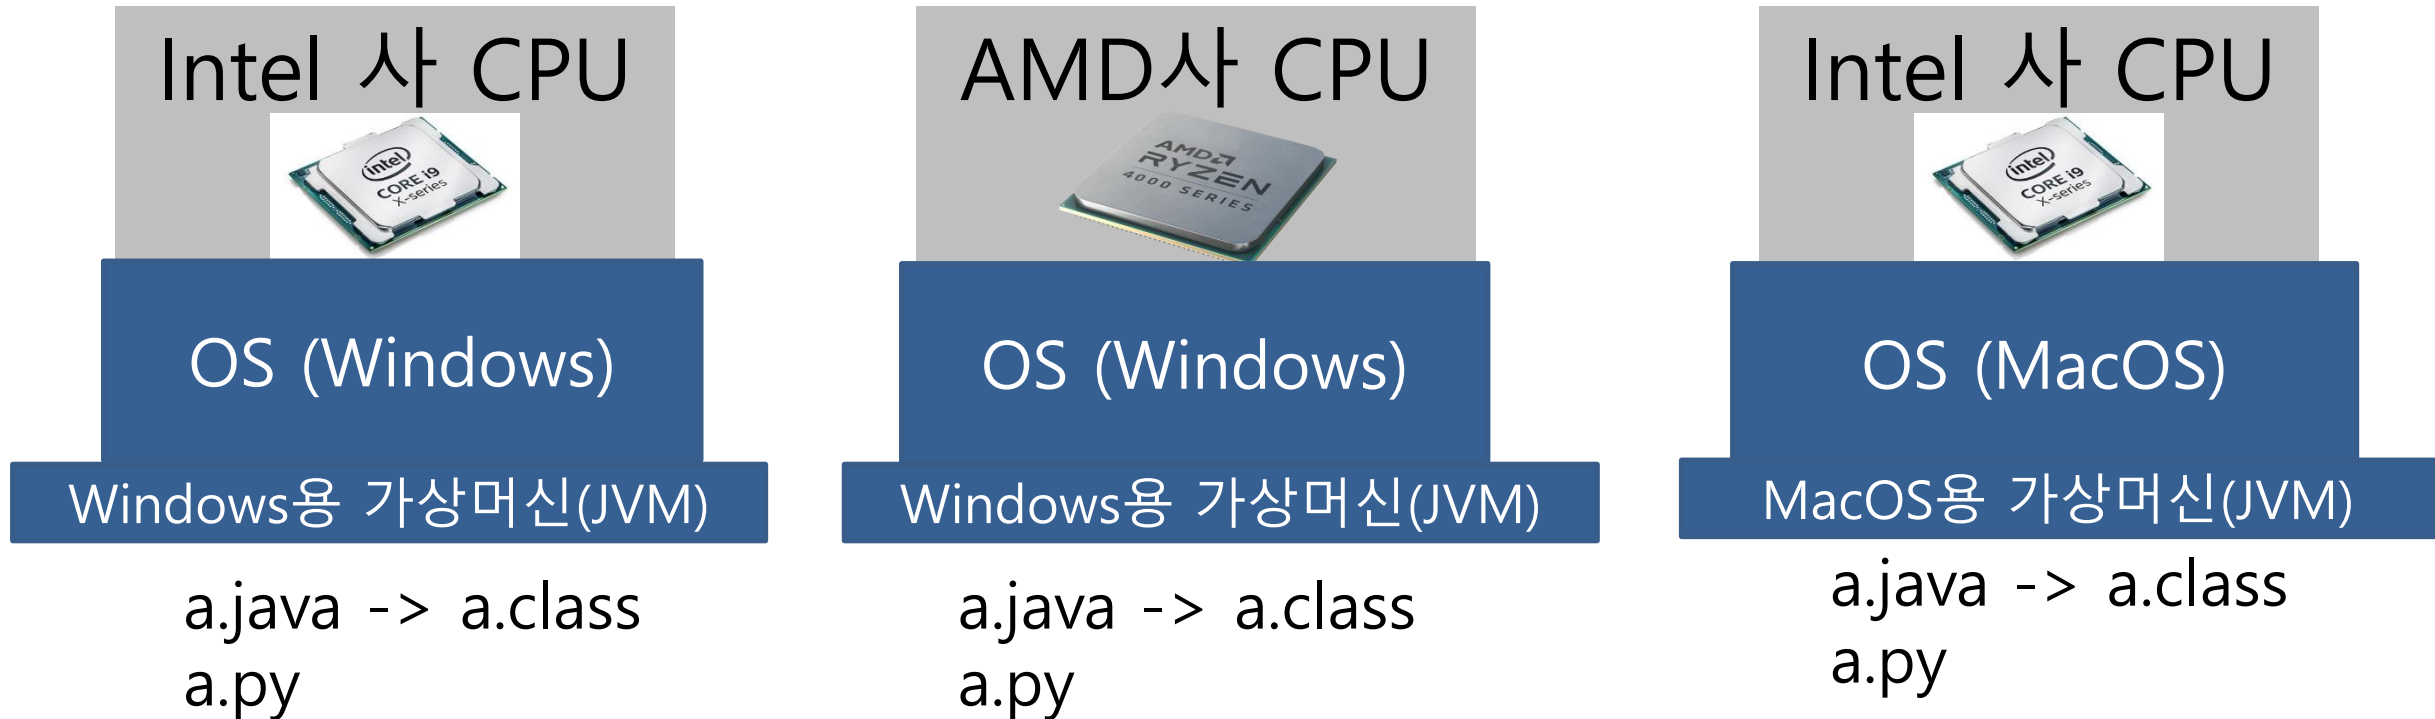 Intel 사 CPU
intel
CORE i9
X-series
OS (Windows)
Windows용 가상머신(JVM)
a.java -> a.class
a.py
AMD사 CPU
AMD
RYZEN
4000 SERIES
OS (Windows)
Windows용 가상머신(JVM)
a.java -> a.class
a.py
Intel 사 CPU
intel
CORE i9
X-series
OS (MacOS)
MacOS용 가상머신(JVM)
a.java -> a.class
a.py